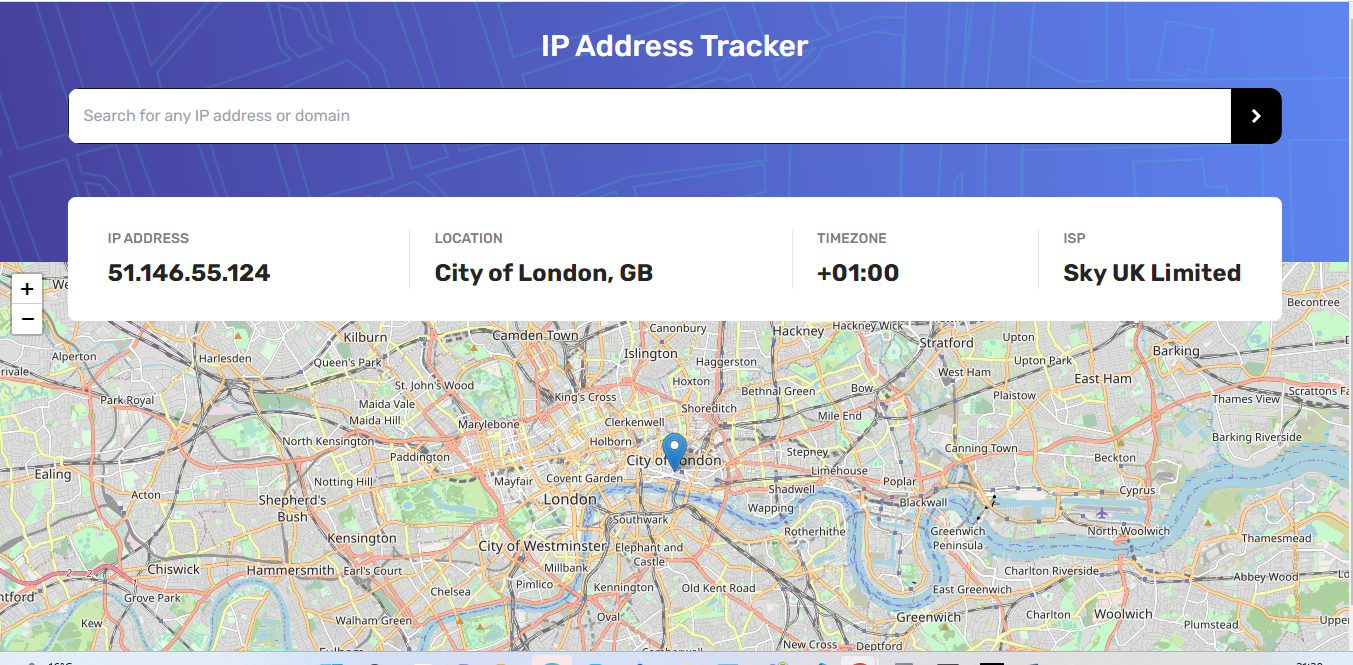 IP Address Tracker
Search for any IP address or domain
IP ADDRESS
51.146.55.124
LOCATION
City of London, GB
TIMEZONE
+01:00
ISP
Sky UK Limited
+
−
Becontree
Kilburn
Camden Town
Canonbury
Hackney
Hackney Wick
Stratford
Upton
Alperton
Harlesden
Queen's Park
Islington
Haggerston
Upton Park
Barking
West Ham
East Ham
St. John's Wood
Hoxton
Bethnal Green
Bow
Plaistow
Park Royal
Maida Vale
King's Cross
Shoreditch
Mile End
Thames View
Maida Hill
Marylebone
Clerkenwell
North Kensington
Holborn
Barking Riverside
Paddington
City of London
Stepney
Canning Town
Beckton
Ealing
Notting Hill
Mayfair
Covent Garden
Limehouse
Poplar
Acton
Shepherd's
Bush
London
Shadwell
Cyprus
Wapping
Blackwall
Southwark
Rotherhithe
Greenwich
Peninsula
North Woolwich
Kensington
City of Westminster
Elephant and
Castle
Thamesmead
Chiswick
Hammersmith
Earl's Court
Millbank
Charlton Riverside
Abbey Wood
Grove Park
Chelsea
Pimlico
Kennington
Old Kent Road
East Greenwich
Kew
Walham Green
Oval
Greenwich
Charlton
Woolwich
Plumstead
New Cross
Deptford